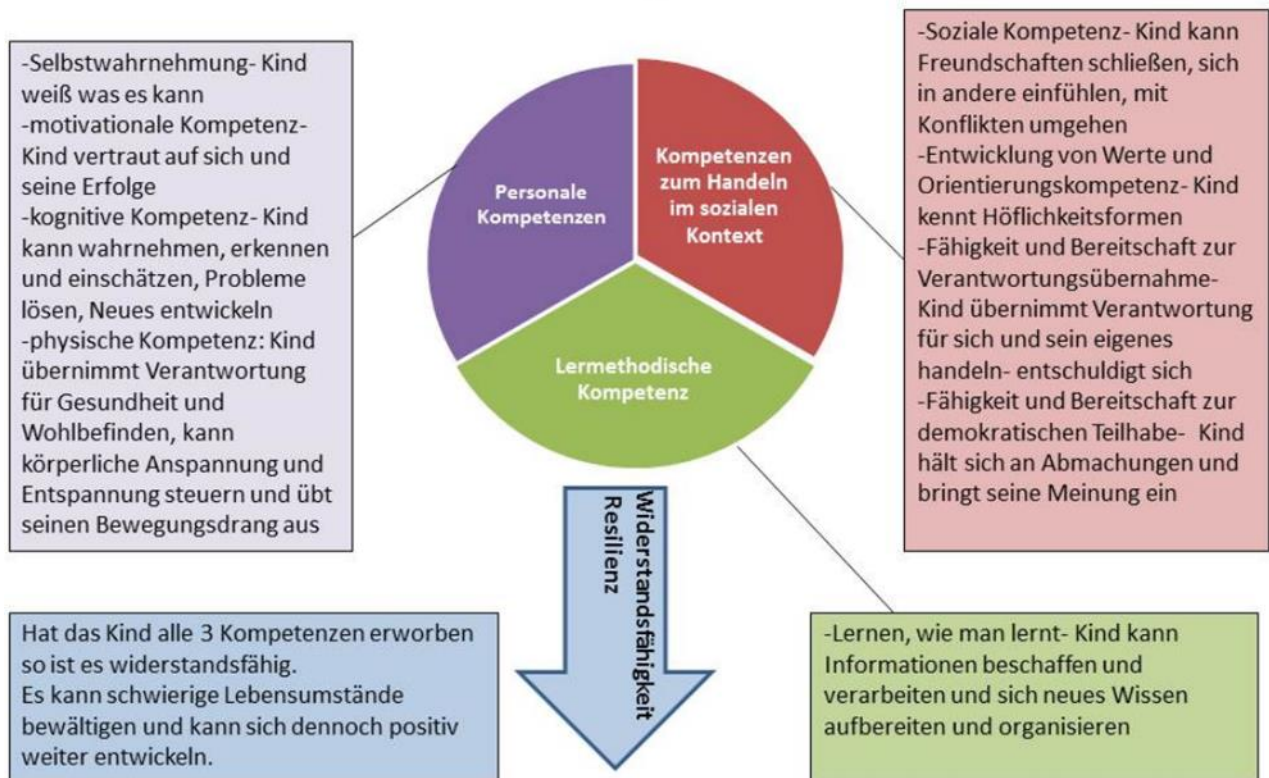 -Selbstwahrnehmung- Kind
weiß was es kann
-motivationale Kompetenz-
Kind vertraut auf sich und
seine Erfolge
-kognitive Kompetenz- Kind
kann wahrnehmen, erkennen
und einschätzen, Probleme
lösen, Neues entwickeln
-physische Kompetenz: Kind
übernimmt Verantwortung
für Gesundheit und
Wohlbefinden, kann
körperliche Anspannung und
Entspannung steuern und übt
seinen Bewegungsdrang aus
Personale
Kompetenzen
Kompetenzen
zum Handeln
im sozialen
Kontext
Lermethodische
Kompetenz
-Soziale Kompetenz- Kind kann
Freundschaften schließen, sich
in andere einfühlen, mit
Konflikten umgehen
-Entwicklung von Werte und
Orientierungskompetenz- Kind
kennt Höflichkeitsformen
-Fähigkeit und Bereitschaft zur
Verantwortungsübernahme-
Kind übernimmt Verantwortung
für sich und sein eigenes
handeln- entschuldigt sich
-Fähigkeit und Bereitschaft zur
demokratischen Teilhabe- Kind
hält sich an Abmachungen und
bringt seine Meinung ein
Widerstandsfähigkeit
Resilienz
Hat das Kind alle 3 Kompetenzen erworben
so ist es widerstandsfähig.
Es kann schwierige Lebensumstände
bewältigen und kann sich dennoch positiv
weiter entwickeln.
-Lernen, wie man lernt- Kind kann
Informationen beschaffen und
verarbeiten und sich neues Wissen
aufbereiten und organisieren